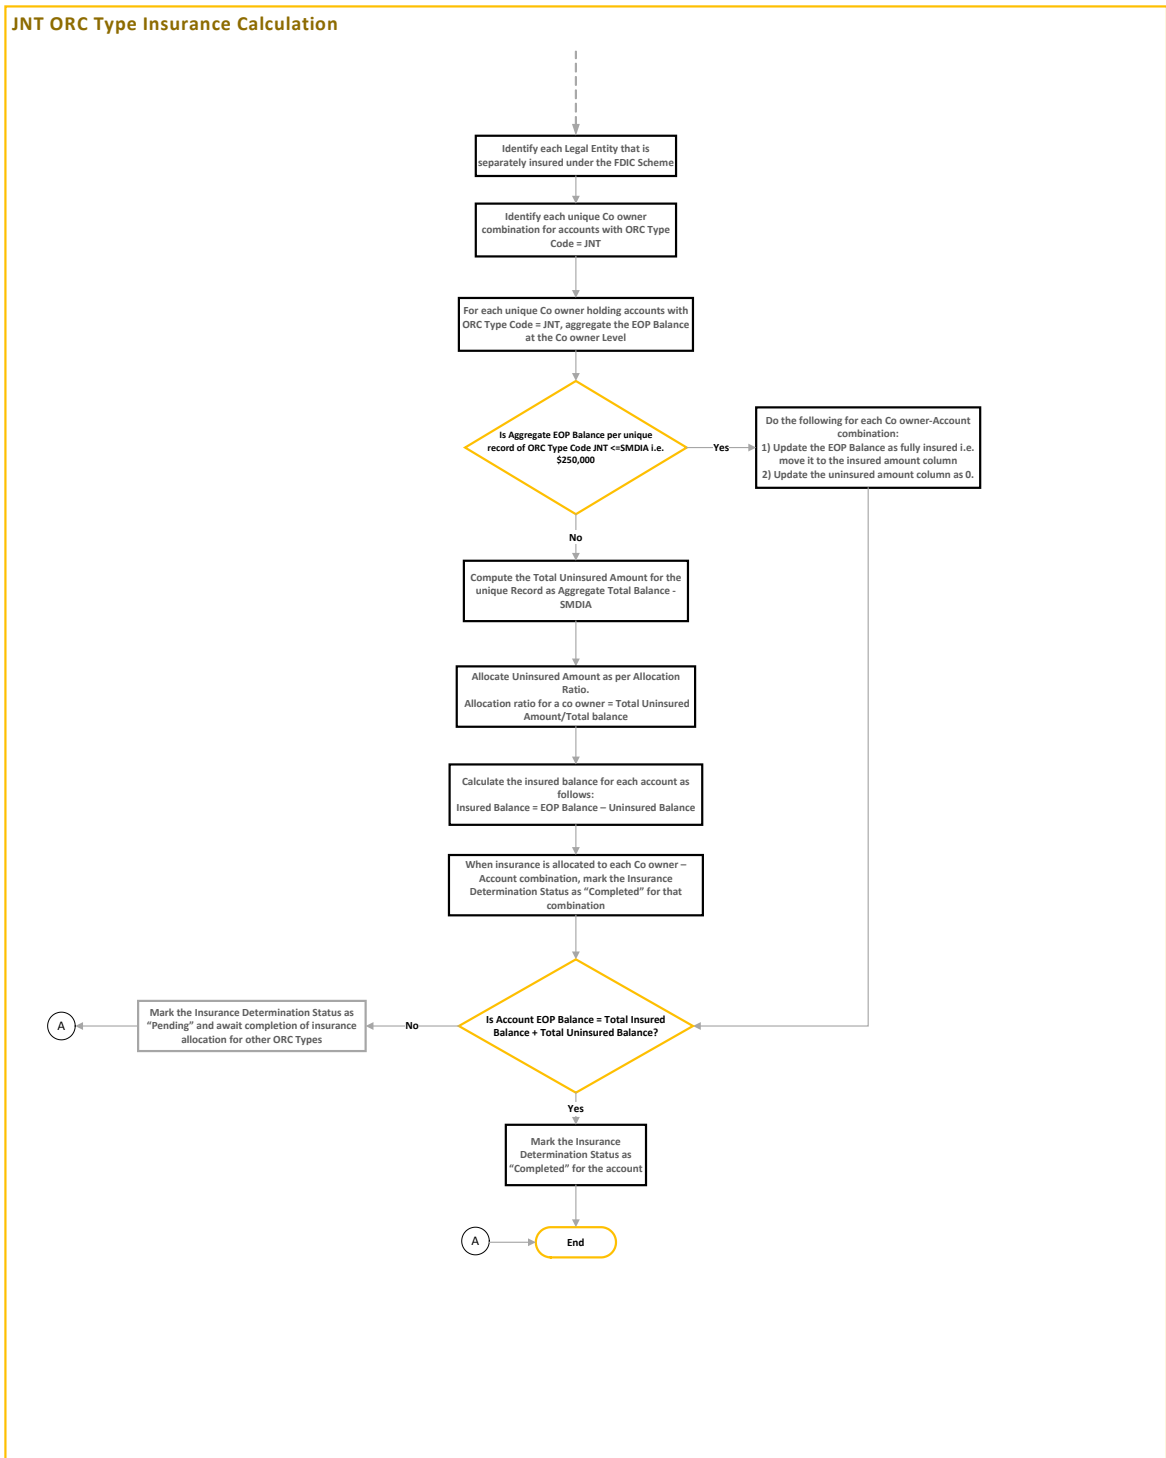 JNT ORC Type Insurance Calculation
Identify each Legal Entity that is
separately insured under the FDIC Scheme
Identify each unique Co owner
combination for accounts with ORC Type
Code = JNT
For each unique Co owner holding accounts with
ORC Type Code = JNT, aggregate the EOP Balance
at the Co owner Level
Is Aggregate EOP Balance per unique
record of ORC Type Code JNT <=SMDIA i.e.
$250,000
Yes
Do the following for each Co owner-Account
combination:
1) Update the EOP Balance as fully insured i.e.
move it to the insured amount column
2) Update the uninsured amount column as 0.
No
Compute the Total Uninsured Amount for the
unique Record as Aggregate Total Balance -
SMDIA
Allocate Uninsured Amount as per Allocation
Ratio.
Allocation ratio for a co owner = Total Uninsured
Amount/Total balance
Calculate the insured balance for each account as
follows:
Insured Balance = EOP Balance – Uninsured Balance
When insurance is allocated to each Co owner –
Account combination, mark the Insurance
Determination Status as “Completed” for that
combination
Is Account EOP Balance = Total Insured
Balance + Total Uninsured Balance?
No
Mark the Insurance Determination Status as
“Pending” and await completion of insurance
allocation for other ORC Types
A
Yes
Mark the Insurance
Determination Status as
“Completed” for the account
A
End